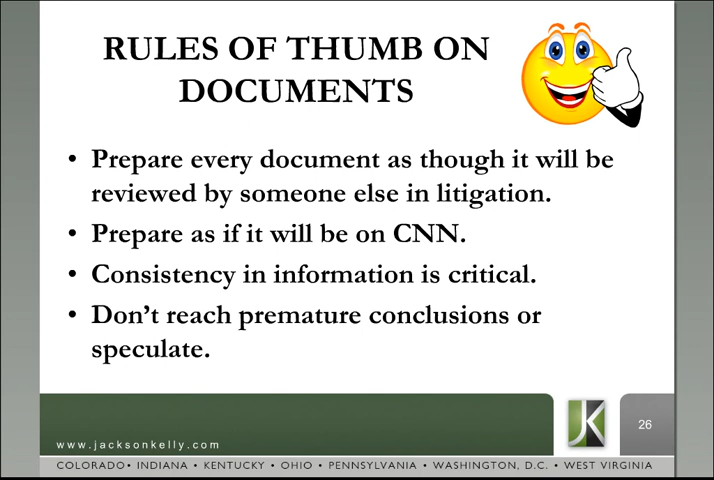 RULES OF THUMB ON
DOCUMENTS
• Prepare every document as though it will be
reviewed by someone else in litigation.
• Prepare as if it will be on CNN.
• Consistency in information is critical.
• Don’t reach premature conclusions or
speculate.
JK
26
www.jacksonkelly.com
COLORADO • INDIANA • KENTUCKY • OHIO • PENNSYLVANIA • WASHINGTON, D.C. • WEST VIRGINIA